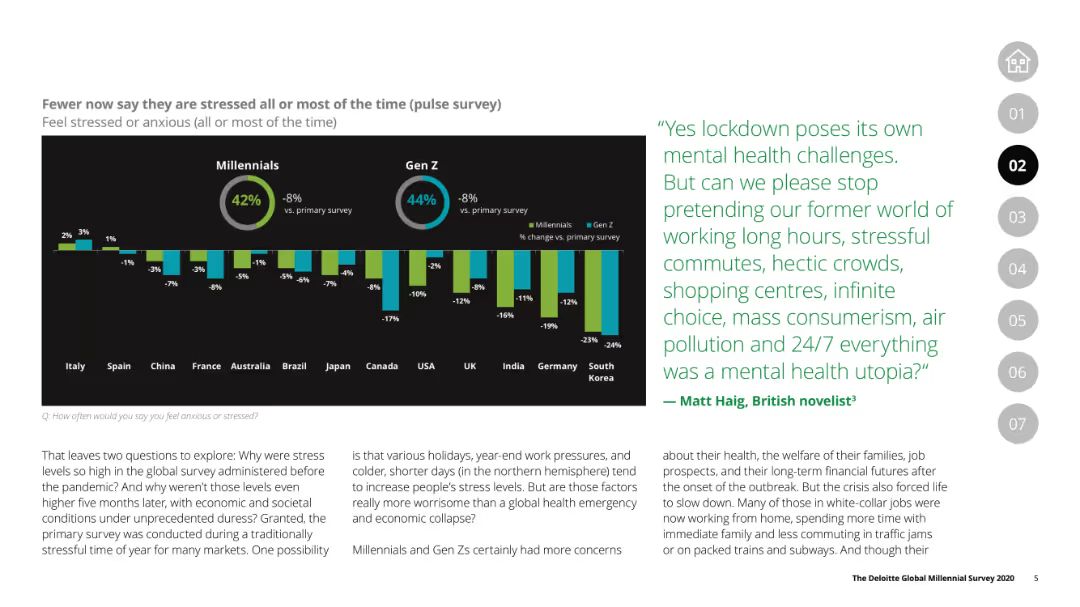 Fewer now say they are stressed all or most of the time (pulse survey)
Feel stressed or anxious (all or most of the time)
Millennials
42%
-8%
vs. primary survey
Gen Z
44%
-8%
vs. primary survey
Millennials Gen Z
% change vs. primary survey
2% 3%
1% -1%
-3% -7%
-3% -8%
-5% -1%
-5% -6%
-7% -4%
-8% -17%
-10% -2%
-12% -8%
-16% -11%
-19% -12%
-23% -24%
Italy Spain China France Australia Brazil Japan Canada USA UK India Germany South Korea
Q: How often would you say you feel anxious or stressed?
“Yes lockdown poses its own
mental health challenges.
But can we please stop
pretending our former world of
working long hours, stressful
commutes, hectic crowds,
shopping centres, infinite
choice, mass consumerism, air
pollution and 24/7 everything
was a mental health utopia?“
— Matt Haig, British novelist³
That leaves two questions to explore: Why were stress
levels so high in the global survey administered before
the pandemic? And why weren’t those levels even
higher five months later, with economic and societal
conditions under unprecedented duress? Granted, the
primary survey was conducted during a traditionally
stressful time of year for many markets. One possibility
is that various holidays, year-end work pressures, and
colder, shorter days (in the northern hemisphere) tend
to increase people’s stress levels. But are those factors
really more worrisome than a global health emergency
and economic collapse?
Millennials and Gen Zs certainly had more concerns
about their health, the welfare of their families, job
prospects, and their long-term financial futures after
the onset of the outbreak. But the crisis also forced life
to slow down. Many of those in white-collar jobs were
now working from home, spending more time with
immediate family and less commuting in traffic jams
or on packed trains and subways. And though their
01
02
03
04
05
06
07
The Deloitte Global Millennial Survey 2020 5